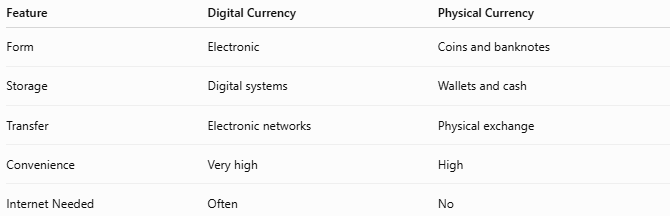 Feature Digital Currency Physical Currency
Form Electronic Coins and banknotes
Storage Digital systems Wallets and cash
Transfer Electronic networks Physical exchange
Convenience Very high High
Internet Needed Often No